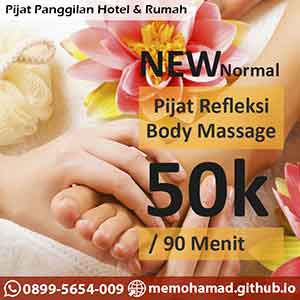 Pijat Panggilan Hotel & Rumah
NEW Normal
Pijat Refleksi
Body Massage
50k
/ 90 Menit
0899-5654-009 memohamad.github.io